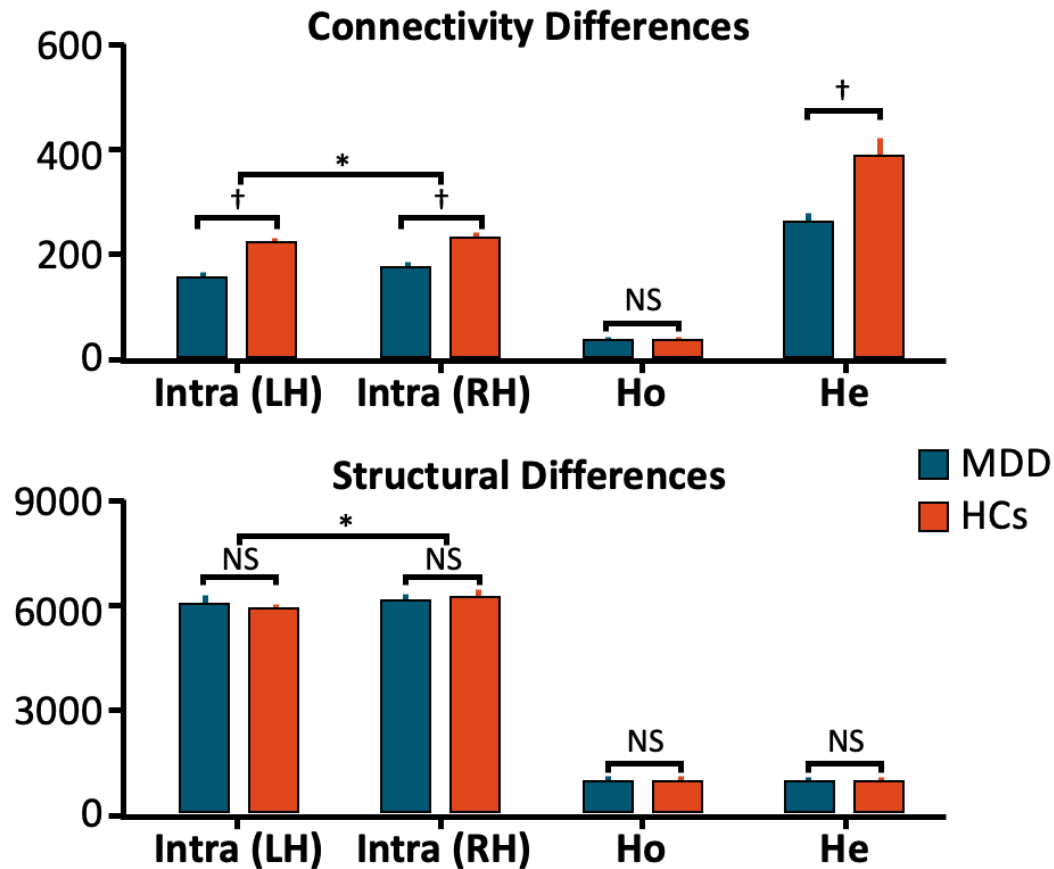 Connectivity Differences
600
†
400
*
† †
200
NS
0
Intra (LH) Intra (RH) Ho He
Structural Differences
MDD
HCs
9000
*
NS NS
6000
3000
NS NS
0
Intra (LH) Intra (RH) Ho He